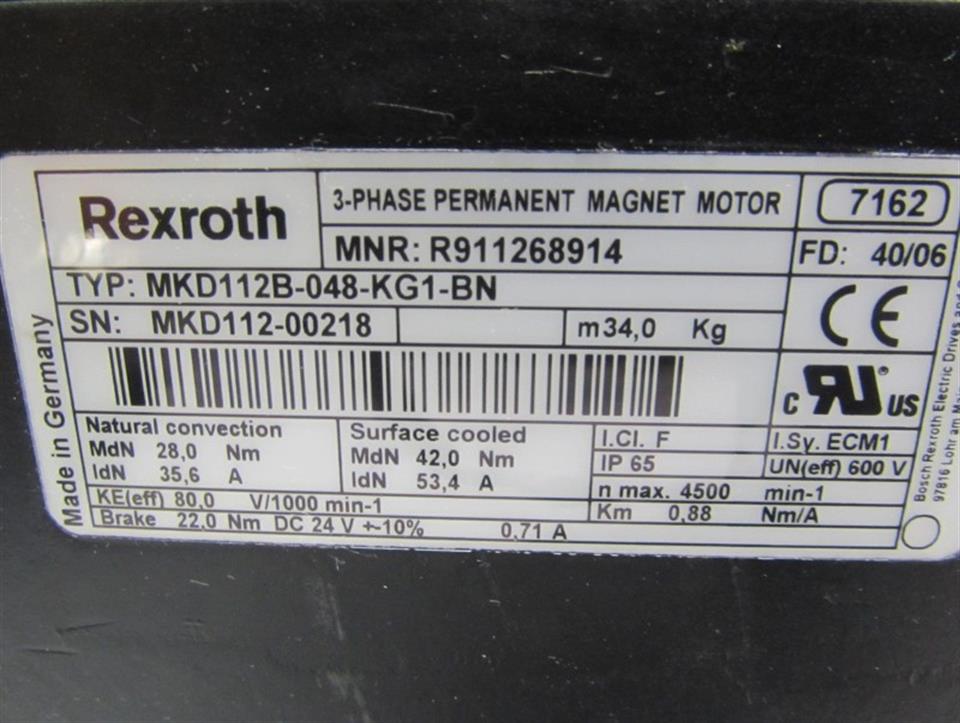 Rexroth
3-PHASE PERMANENT MAGNET MOTOR
7162
MNR: R911268914
FD: 40/06
TYP: MKD112B-048-KG1-BN
SN: MKD112-00218
m34,0 Kg
CE
C RU® US
Natural convection
MdN 28,0 Nm
IdN 35,6 A
Surface cooled
MdN 42,0 Nm
IdN 53,4 A
I.Cl. F
I.Sy. ECM1
IP 65
UN(eff) 600 V
KE(eff) 80,0 V/1000 min-1
n max. 4500 min-1
Km 0,88 Nm/A
Brake 22,0 Nm DC 24 V +-10% 0,71 A
Made in Germany
Bosch Rexroth Electric Drives and
97816 Lohr am